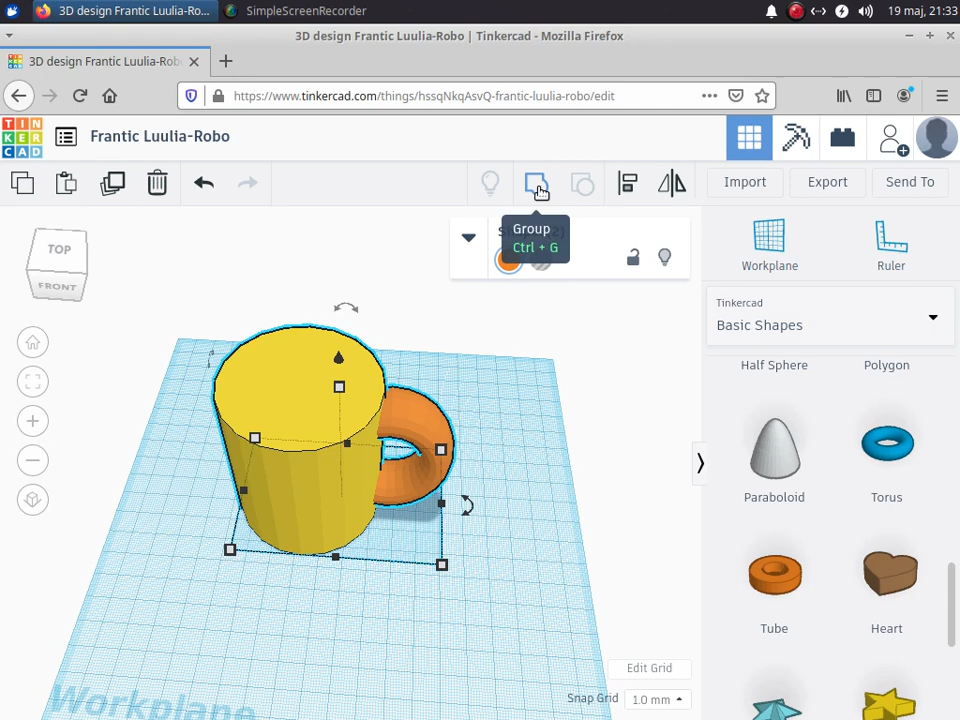 3D design Frantic Luulia-Ro...
SimpleScreenRecorder
19 maj, 21:33
3D design Frantic Luulia-Robo | Tinkercad - Mozilla Firefox
3D design Frantic Luulia-Rob
https://www.tinkercad.com/things/hssqNkqAsvQ-frantic-luulia-robo/edit
TIN
KER
CAD
Frantic Luulia-Robo
Import
Export
Send To
Group
Ctrl + G
TOP
FRONT
Workplane
Ruler
Tinkercad
Basic Shapes
Half Sphere
Polygon
Paraboloid
Torus
Tube
Heart
Edit Grid
Snap Grid
1.0 mm
Workplane